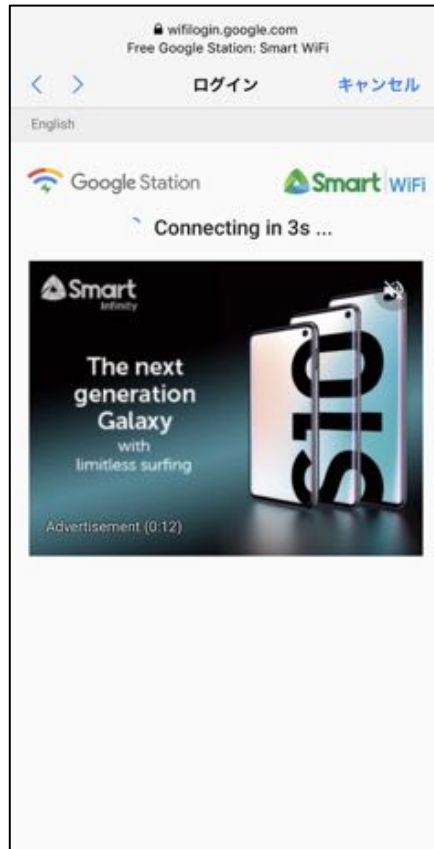 wifilogin.google.com
Free Google Station: Smart WiFi
ログイン
キャンセル
English
Google Station
Smart WiFi
Connecting in 3s ...
Smart
Infinity
The next
generation
Galaxy
with
limitless surfing
S10
Advertisement (0:12)